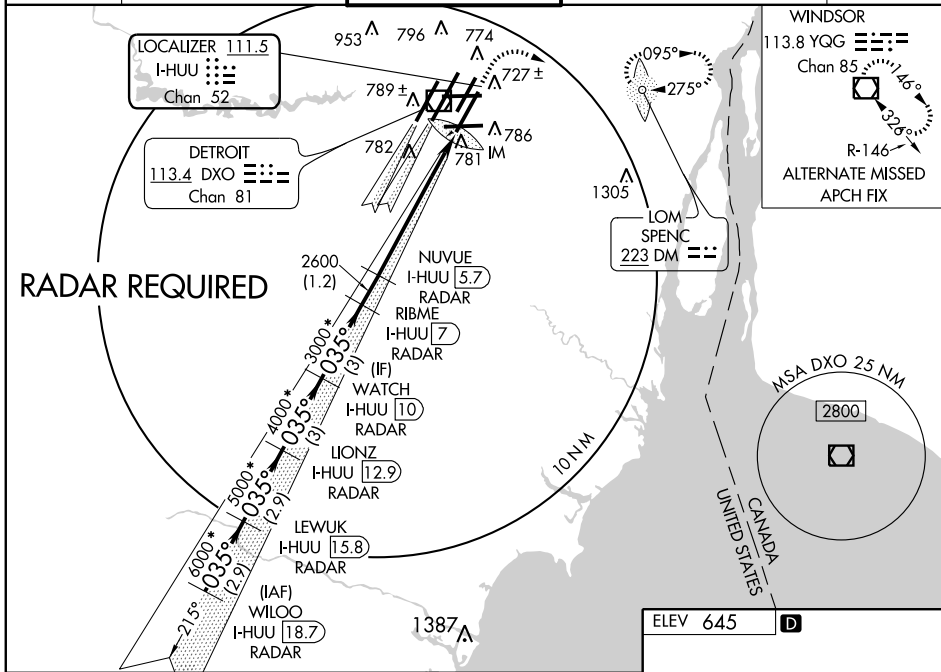 LOCALIZER 111.5
I-HUU
Chan 52
953
796
774
727 ±
789 ±
782
781
IM
786
095°
275°
WINDSOR
113.8 YQG
Chan 85
146°
326°
R-146
ALTERNATE MISSED
APCH FIX
DETROIT
113.4 DXO
Chan 81
1305
LOM
SPENC
223 DM
RADAR REQUIRED
2600
(1.2)
NUVUE
I-HUU 5.7
RADAR
RIBME
I-HUU 7
RADAR
3000*
035°
(3)
(IF)
WATCH
I-HUU 10
RADAR
4000*
035°
(3)
LIONZ
I-HUU 12.9
RADAR
5000*
035°
(2.9)
LEWUK
I-HUU 15.8
RADAR
6000*
035°
(2.9)
(IAF)
WILOO
I-HUU 18.7
RADAR
215°
10 NM
1387
MSA DXO 25 NM
2800
CANADA
UNITED STATES
ELEV 645 D